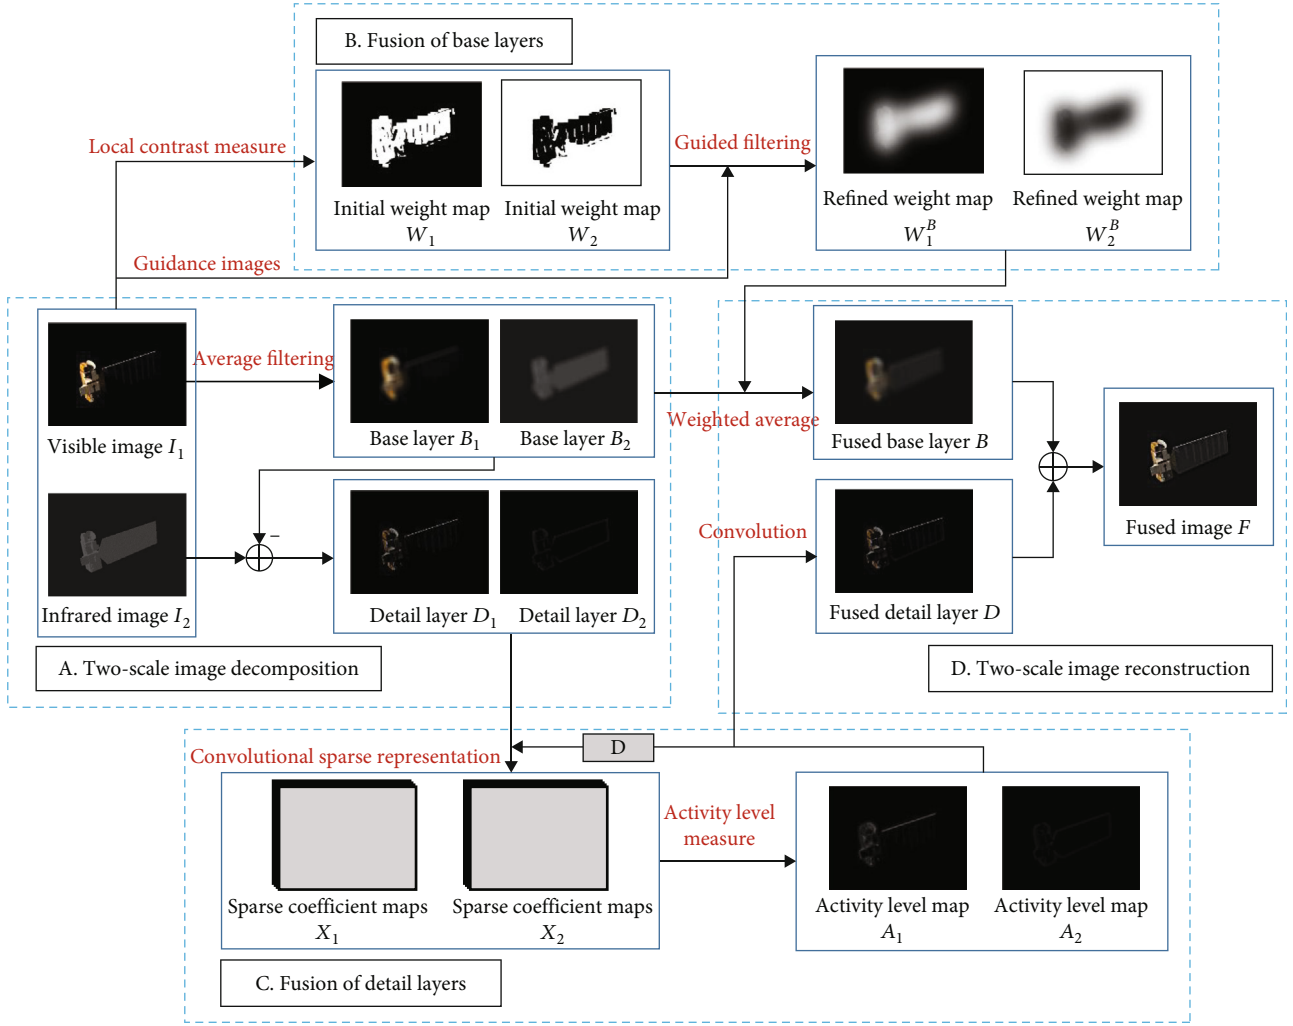 B. Fusion of base layers
Local contrast measure
Initial weight map
W₁
Initial weight map
W₂
Guided filtering
Refined weight map
W₁ᴮ
Refined weight map
W₂ᴮ
Guidance images
Visible image I₁
Average filtering
Base layer B₁
Base layer B₂
Weighted average
Fused base layer B
Infrared image I₂
−
Detail layer D₁
Detail layer D₂
Convolution
Fused detail layer D
Fused image F
A. Two-scale image decomposition
D. Two-scale image reconstruction
D
Convolutional sparse representation
Sparse coefficient maps
X₁
Sparse coefficient maps
X₂
Activity level
measure
Activity level map
A₁
Activity level map
A₂
C. Fusion of detail layers